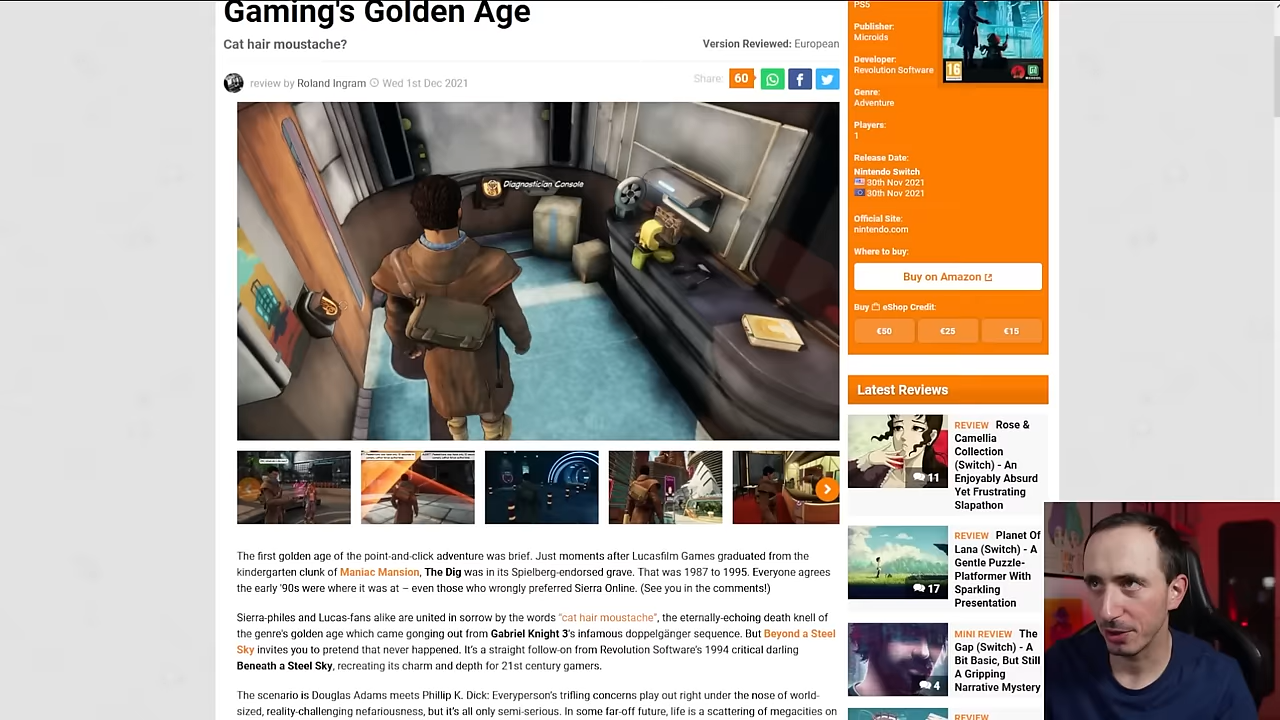 Gaming's Golden Age
Cat hair moustache?
Version Reviewed: European
review by Roland Ingram Wed 1st Dec 2021
Share: 60
Diagnostician Console
The first golden age of the point-and-click adventure was brief. Just moments after Lucasfilm Games graduated from the
kindergarten clunk of Maniac Mansion, The Dig was in its Spielberg-endorsed grave. That was 1987 to 1995. Everyone agrees
the early '90s were where it was at – even those who wrongly preferred Sierra Online. (See you in the comments!)
Sierra-philes and Lucas-fans alike are united in sorrow by the words "cat hair moustache", the eternally-echoing death knell of
the genre's golden age which came gonging out from Gabriel Knight 3's infamous doppelgänger sequence. But Beyond a Steel
Sky invites you to pretend that never happened. It's a straight follow-on from Revolution Software's 1994 critical darling
Beneath a Steel Sky, recreating its charm and depth for 21st century gamers.
The scenario is Douglas Adams meets Phillip K. Dick: Everyperson's trifling concerns play out right under the nose of world-
sized, reality-challenging nefariousness, but it's all only semi-serious. In some far-off future, life is a scattering of megacities on
PS5
Publisher:
Microids
Developer:
Revolution Software
Genre:
Adventure
Players:
1
Release Date:
Nintendo Switch
30th Nov 2021
30th Nov 2021
Official Site:
nintendo.com
Where to buy:
Buy on Amazon
Buy eShop Credit:
€50
€25
€15
16
Latest Reviews
REVIEW Rose &
Camellia
Collection
(Switch) - An
Enjoyably Absurd
Yet Frustrating
Slapathon
11
REVIEW Planet Of
Lana (Switch) - A
Gentle Puzzle-
Platformer With
Sparkling
Presentation
17
MINI REVIEW The
Gap (Switch) - A
Bit Basic, But Still
A Gripping
Narrative Mystery
4
REVIEW